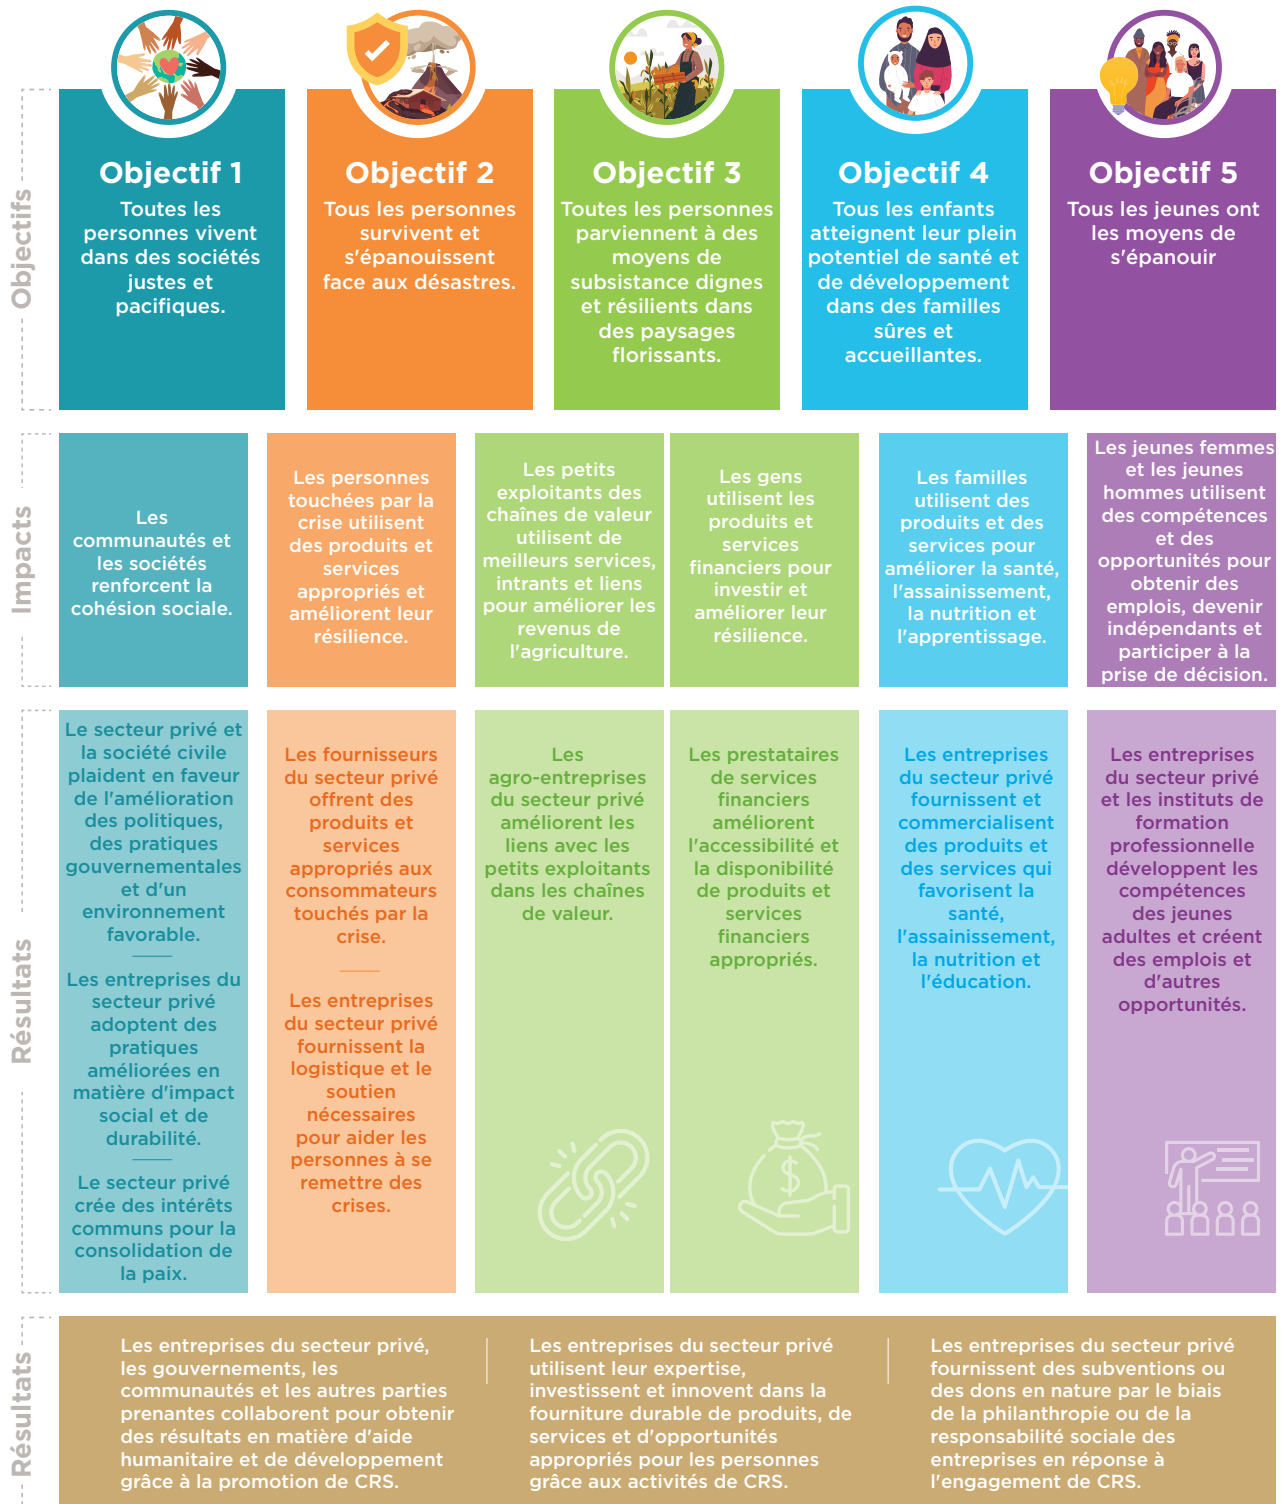 Objectifs
Objectif 1
Toutes les
personnes vivent
dans des sociétés
justes et
pacifiques.
Objectif 2
Tous les personnes
survivent et
s'épanouissent
face aux désastres.
Objectif 3
Toutes les personnes
parviennent à des
moyens de
subsistance dignes
et résilients dans
des paysages
florissants.
Objectif 4
Tous les enfants
atteignent leur plein
potentiel de santé et
de développement
dans des familles
sûres et
accueillantes.
Objectif 5
Tous les jeunes ont
les moyens de
s'épanouir
Impacts
Les
communautés et
les sociétés
renforcent la
cohésion sociale.
Les personnes
touchées par la
crise utilisent
des produits et
services
appropriés et
améliorent leur
résilience.
Les petits
exploitants des
chaînes de valeur
utilisent de
meilleurs services,
intrants et liens
pour améliorer les
revenus de
l'agriculture.
Les gens
utilisent les
produits et
services
financiers pour
investir et
améliorer leur
résilience.
Les familles
utilisent des
produits et des
services pour
améliorer la santé,
l'assainissement,
la nutrition et
l'apprentissage.
Les jeunes femmes
et les jeunes
hommes utilisent
des compétences
et des
opportunités pour
obtenir des
emplois, devenir
indépendants et
participer à la
prise de décision.
Résultats
Le secteur privé et
la société civile
plaident en faveur
de l'amélioration
des politiques,
des pratiques
gouvernementales
et d'un
environnement
favorable.
Les entreprises du
secteur privé
adoptent des
pratiques
améliorées en
matière d'impact
social et de
durabilité.
Le secteur privé
crée des intérêts
communs pour la
consolidation de
la paix.
Les fournisseurs
du secteur privé
offrent des
produits et
services
appropriés aux
consommateurs
touchés par la
crise.
Les entreprises
du secteur privé
fournissent la
logistique et le
soutien
nécessaires
pour aider les
personnes à se
remettre des
crises.
Les
agro-entreprises
du secteur privé
améliorent les
liens avec les
petits exploitants
dans les chaînes
de valeur.
Les prestataires
de services
financiers
améliorent
l'accessibilité et
la disponibilité
de produits et
services
financiers
appropriés.
$
Les entreprises
du secteur privé
fournissent et
commercialisent
des produits et
des services qui
favorisent la
santé,
l'assainissement,
la nutrition et
l'éducation.
Les entreprises
du secteur privé
et les instituts de
formation
professionnelle
développent les
compétences
des jeunes
adultes et créent
des emplois et
d'autres
opportunités.
Résultats
Les entreprises du secteur privé,
les gouvernements, les
communautés et les autres parties
prenantes collaborent pour obtenir
des résultats en matière d'aide
humanitaire et de développement
grâce à la promotion de CRS.
Les entreprises du secteur privé
utilisent leur expertise,
investissent et innovent dans la
fourniture durable de produits, de
services et d'opportunités
appropriés pour les personnes
grâce aux activités de CRS.
Les entreprises du secteur privé
fournissent des subventions ou
des dons en nature par le biais
de la philanthropie ou de la
responsabilité sociale des
entreprises en réponse à
l'engagement de CRS.